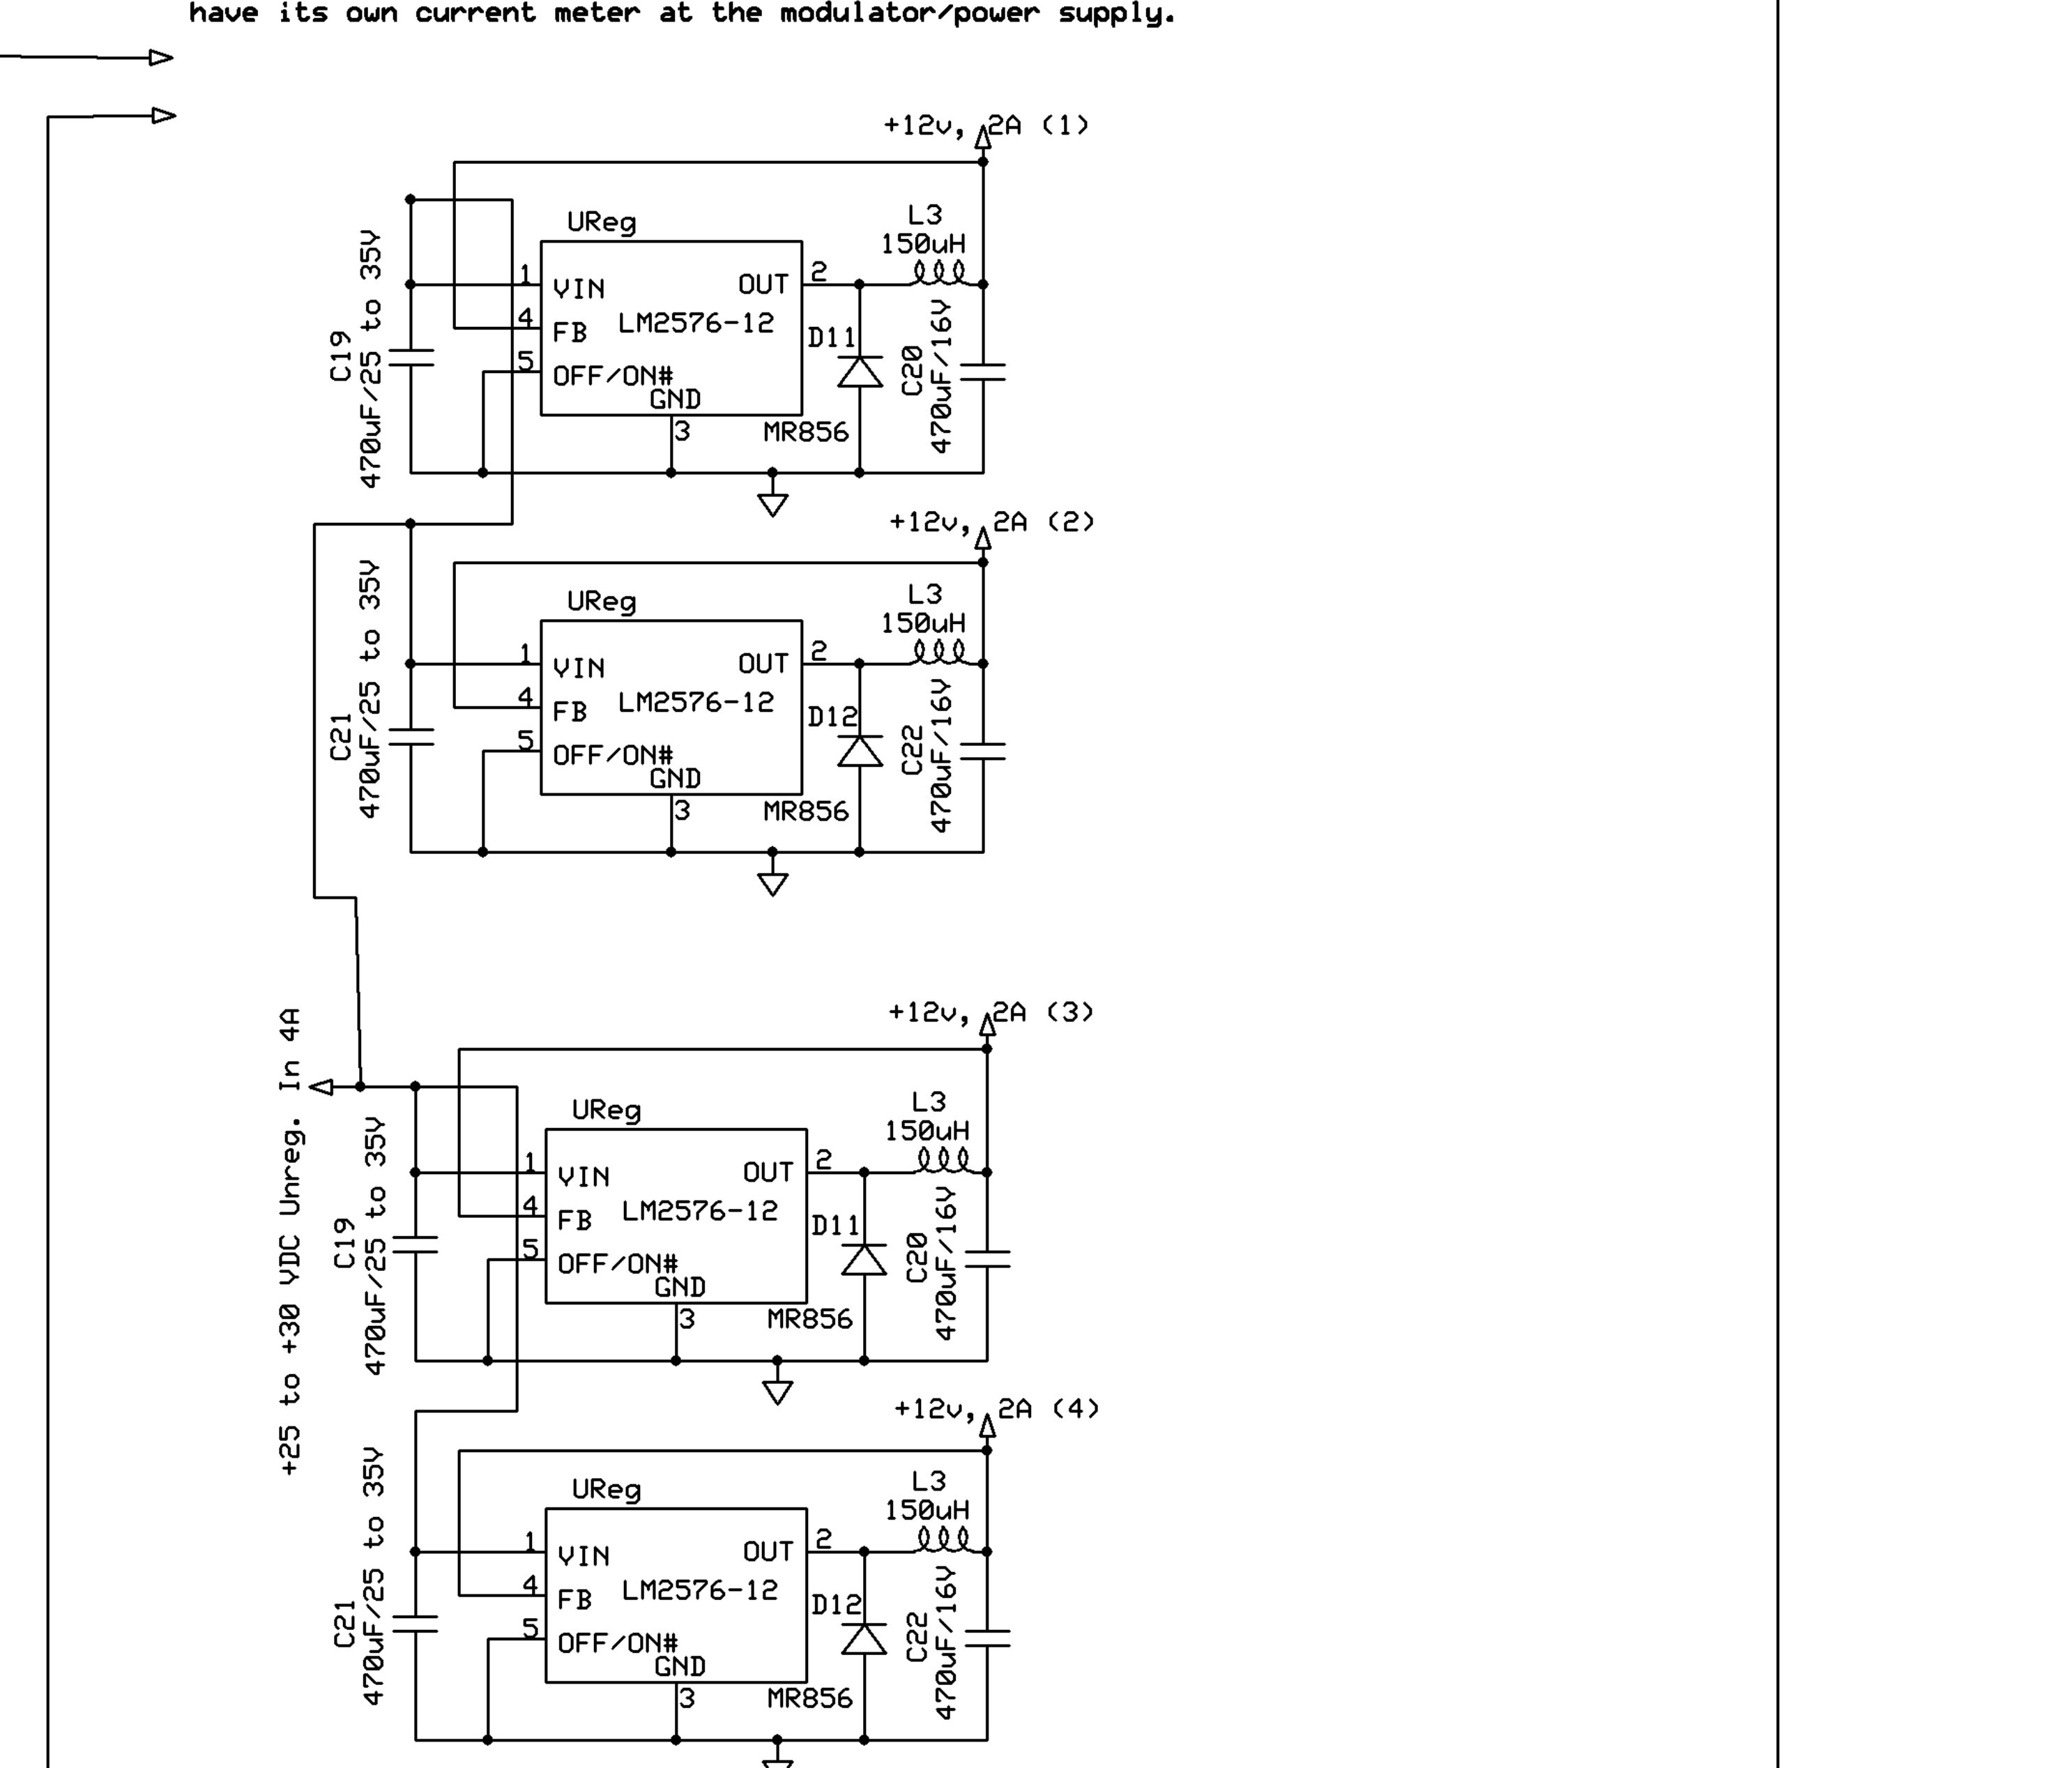 have its own current meter at the modulator/power supply.
+12v, 2A (1)
UReg
L3
150uH
C19
470uF/25 to 35V
1
VIN
OUT
2
4
FB
LM2576-12
5
OFF/ON#
GND
3
D11
MR856
C20
470uF/16V
+12v, 2A (2)
UReg
L3
150uH
C21
470uF/25 to 35V
1
VIN
OUT
2
4
FB
LM2576-12
5
OFF/ON#
GND
3
D12
MR856
C22
470uF/16V
+25 to +30 VDC Unreg. In 4A
+12v, 2A (3)
UReg
L3
150uH
C19
470uF/25 to 35V
1
VIN
OUT
2
4
FB
LM2576-12
5
OFF/ON#
GND
3
D11
MR856
C20
470uF/16V
+12v, 2A (4)
UReg
L3
150uH
C21
470uF/25 to 35V
1
VIN
OUT
2
4
FB
LM2576-12
5
OFF/ON#
GND
3
D12
MR856
C22
470uF/16V